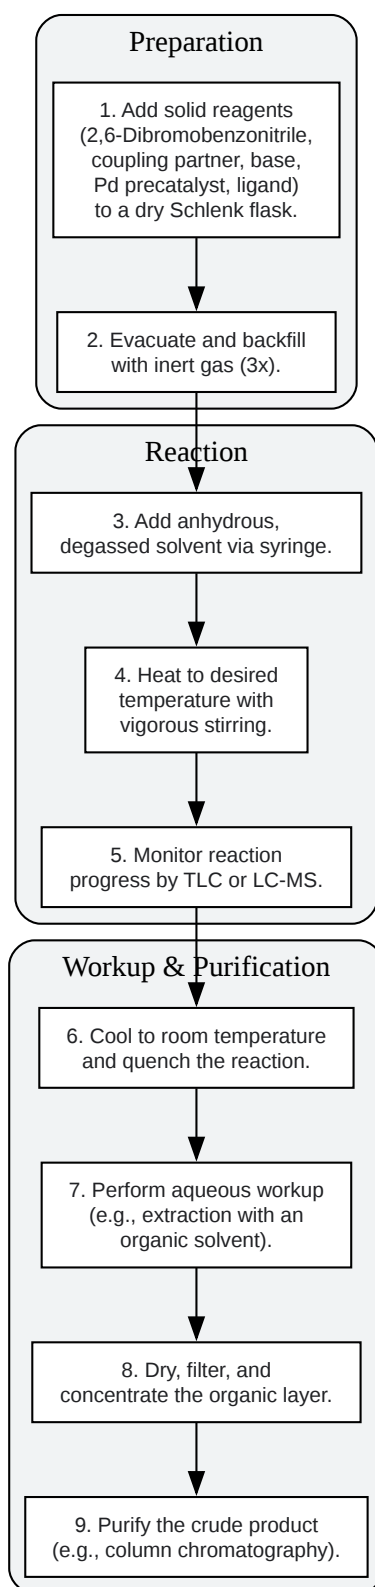 Preparation
1. Add solid reagents
(2,6-Dibromobenzonitrile,
coupling partner, base,
Pd precatalyst, ligand)
to a dry Schlenk flask.
2. Evacuate and backfill
with inert gas (3x).
Reaction
3. Add anhydrous,
degassed solvent via syringe.
4. Heat to desired
temperature with
vigorous stirring.
5. Monitor reaction
progress by TLC or LC-MS.
Workup & Purification
6. Cool to room temperature
and quench the reaction.
7. Perform aqueous workup
(e.g., extraction with an
organic solvent).
8. Dry, filter, and
concentrate the organic layer.
9. Purify the crude product
(e.g., column chromatography).